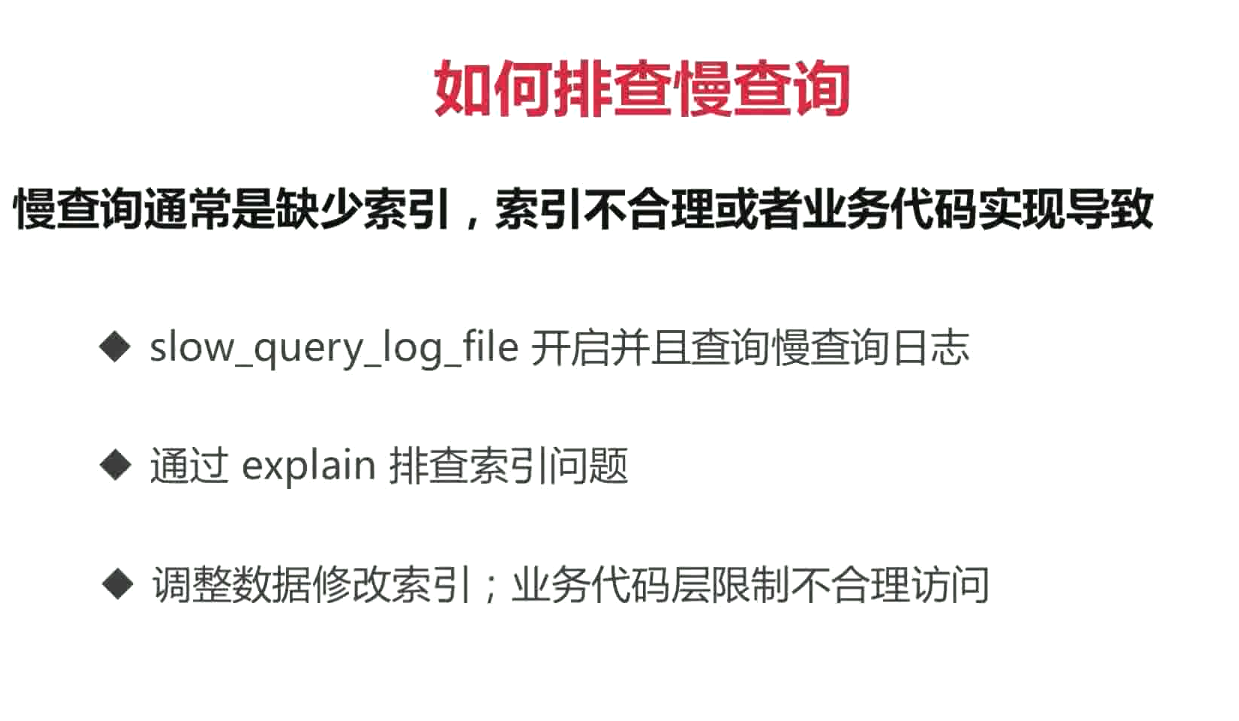 如何排查慢查询
慢查询通常是缺少索引，索引不合理或者业务代码实现导致
◆ slow_query_log_file 开启并且查询慢查询日志
◆ 通过 explain 排查索引问题
◆ 调整数据修改索引；业务代码层限制不合理访问